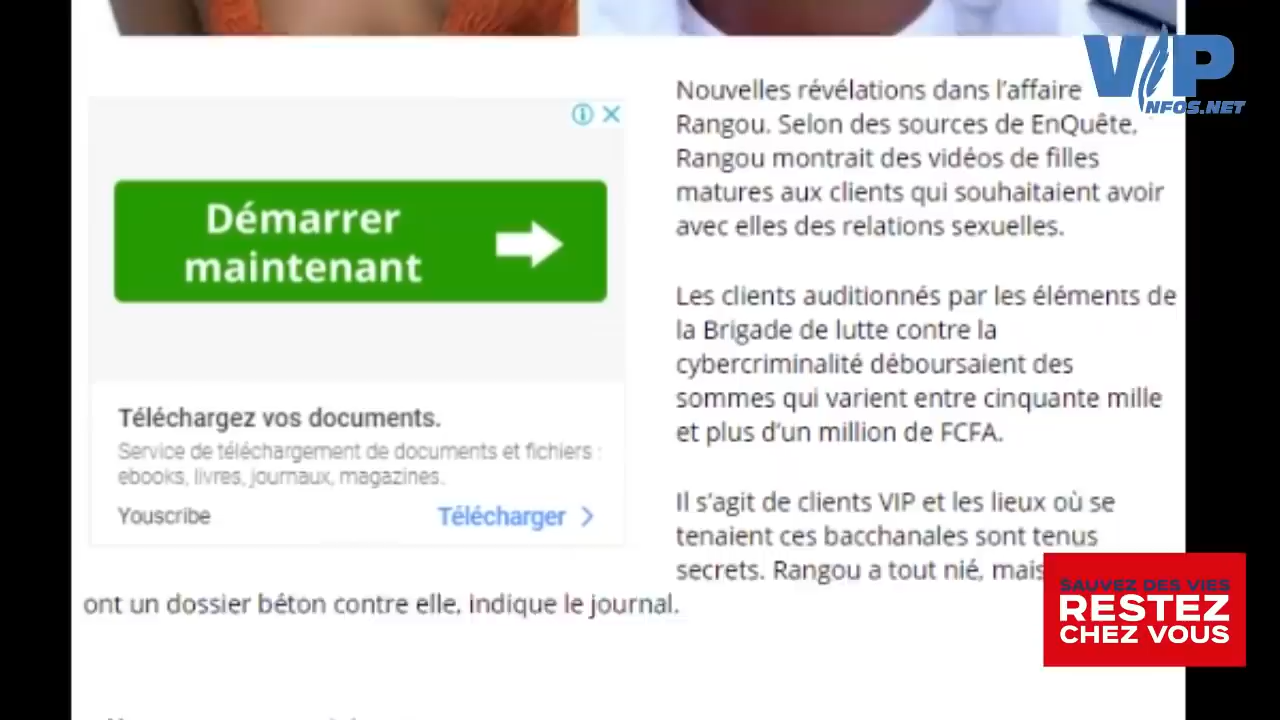 VIP
NFOS.NET
Démarrer
maintenant
Téléchargez vos documents.
Service de téléchargement de documents et fichiers :
ebooks, livres, journaux, magazines.
Youscribe
Télécharger
Nouvelles révélations dans l’affaire
Rangou. Selon des sources de EnQuête,
Rangou montrait des vidéos de filles
matures aux clients qui souhaitaient avoir
avec elles des relations sexuelles.
Les clients auditionnés par les éléments de
la Brigade de lutte contre la
cybercriminalité déboursaient des
sommes qui varient entre cinquante mille
et plus d’un million de FCFA.
Il s’agit de clients VIP et les lieux où se
tenaient ces bacchanales sont tenus
secrets. Rangou a tout nié, mais
ont un dossier béton contre elle, indique le journal.
SAUVEZ DES VIES
RESTEZ
CHEZ VOUS